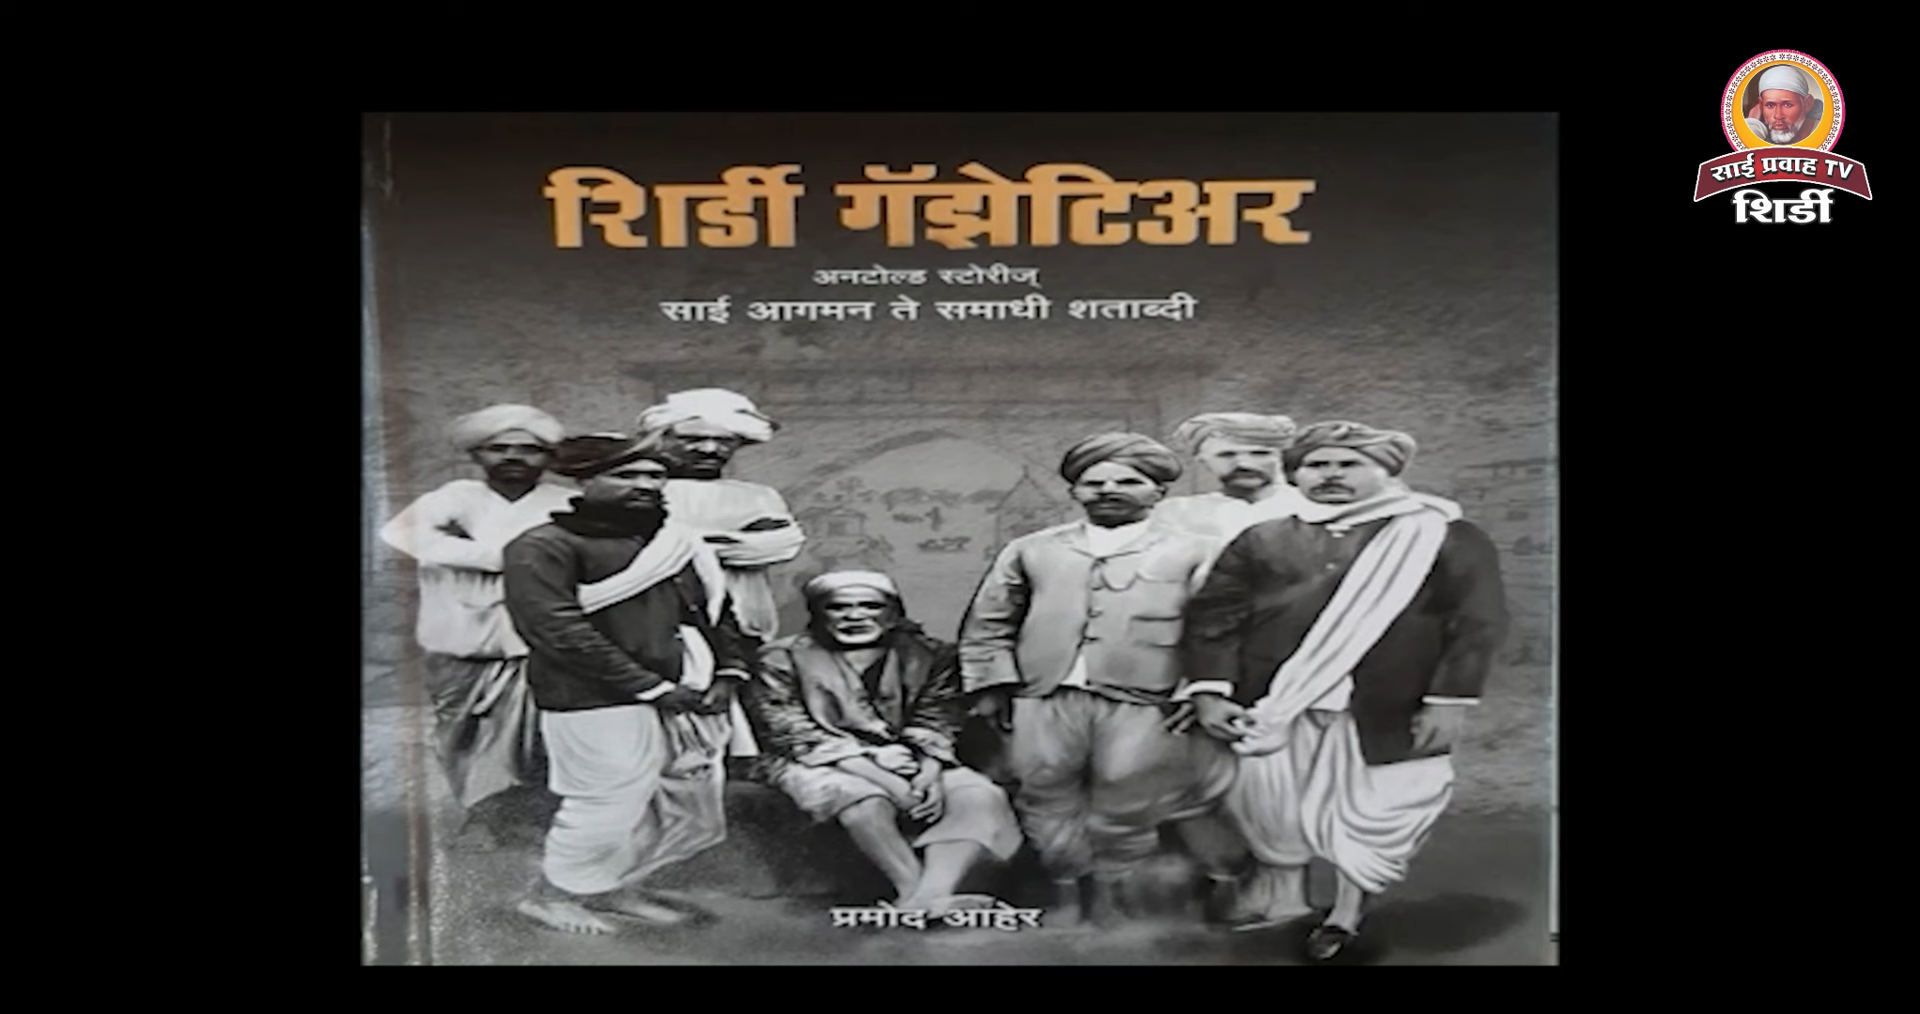 शिर्डी गॅझेटिअर
अनटोल्ड स्टोरीज्
साई आगमन ते समाधी शताब्दी
प्रमोद आहेर
साई प्रवाह TV
शिर्डी